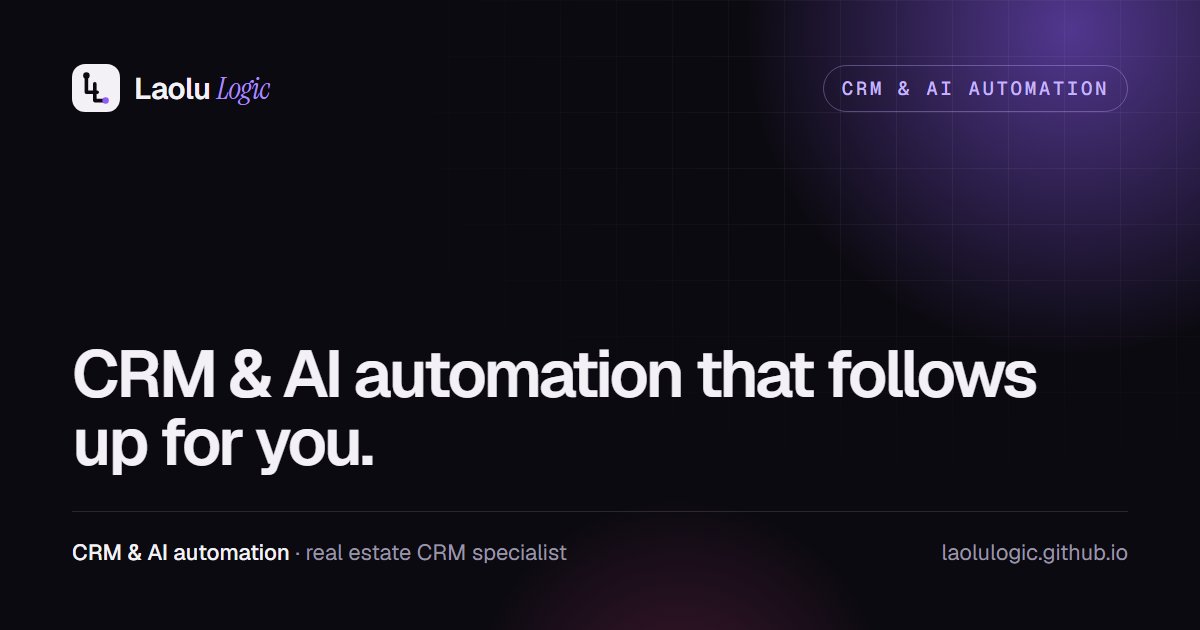 Laolu Logic
CRM & AI AUTOMATION
CRM & AI automation that follows
up for you.
CRM & AI automation · real estate CRM specialist
laolulogic.github.io